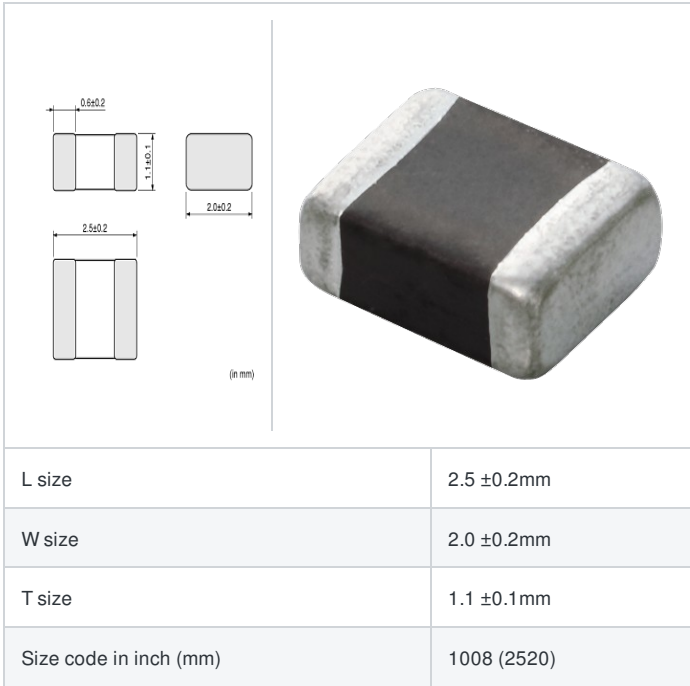 0.6±0.2
1.1±0.1
2.0±0.2
2.5±0.2
(in mm)
L size 2.5 ±0.2mm
W size 2.0 ±0.2mm
T size 1.1 ±0.1mm
Size code in inch (mm) 1008 (2520)